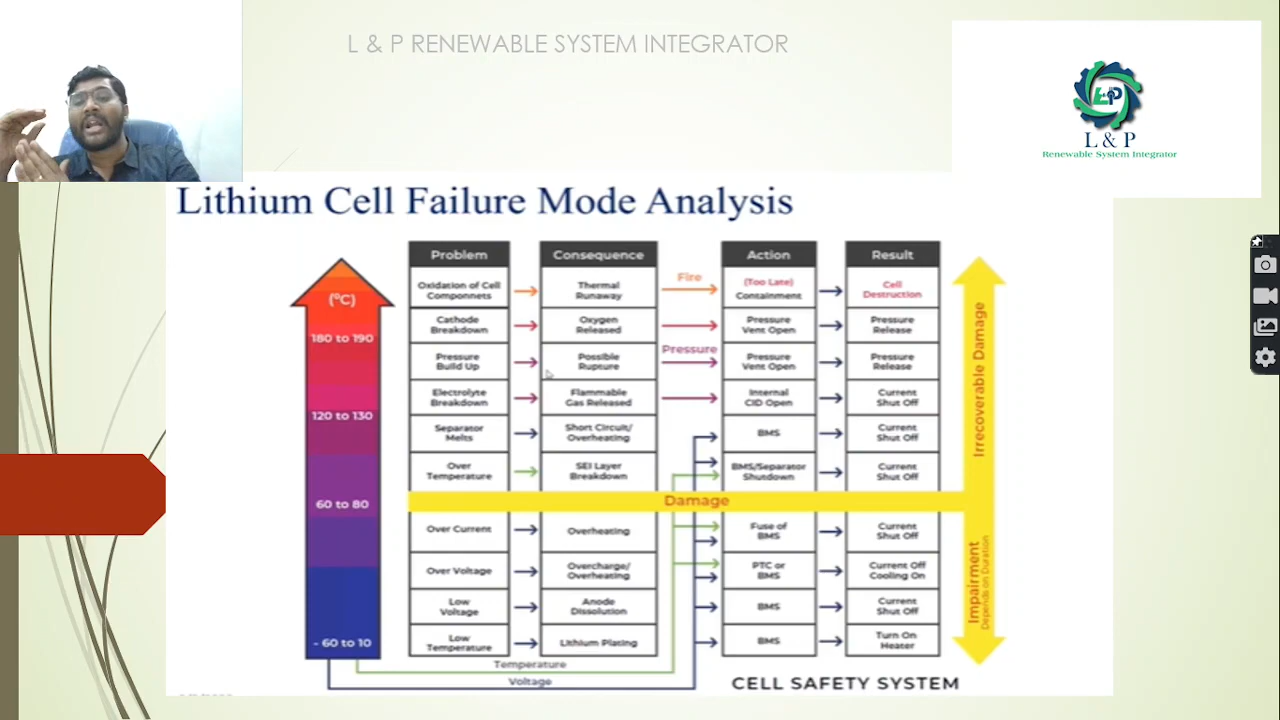 L & P RENEWABLE SYSTEM INTEGRATOR
L&P
L & P
Renewable System Integrator
Lithium Cell Failure Mode Analysis
Problem
Consequence
Action
Result
(°C)
180 to 190
120 to 130
60 to 80
- 60 to 10
Oxidation of Cell
Componnets
Thermal
Runaway
Fire
(Too Late)
Containment
Cell
Destruction
Cathode
Breakdown
Oxygen
Released
Pressure
Vent Open
Pressure
Release
Pressure
Build Up
Possible
Rupture
Pressure
Pressure
Vent Open
Pressure
Release
Electrolyte
Breakdown
Flammable
Gas Released
Internal
CID Open
Current
Shut Off
Separator
Melts
Short Circuit/
Overheating
BMS
Current
Shut Off
Over
Temperature
SEI Layer
Breakdown
BMS/Separator
Shutdown
Current
Shut Off
Damage
Over Current
Overheating
Fuse of
BMS
Current
Shut Off
Over Voltage
Overcharge/
Overheating
PTC or
BMS
Current Off
Cooling On
Low
Voltage
Anode
Dissolution
BMS
Current
Shut Off
Low
Temperature
Lithium Plating
BMS
Turn On
Heater
Irrecoverable Damage
Impairment
Depends on Duration
Temperature
Voltage
CELL SAFETY SYSTEM